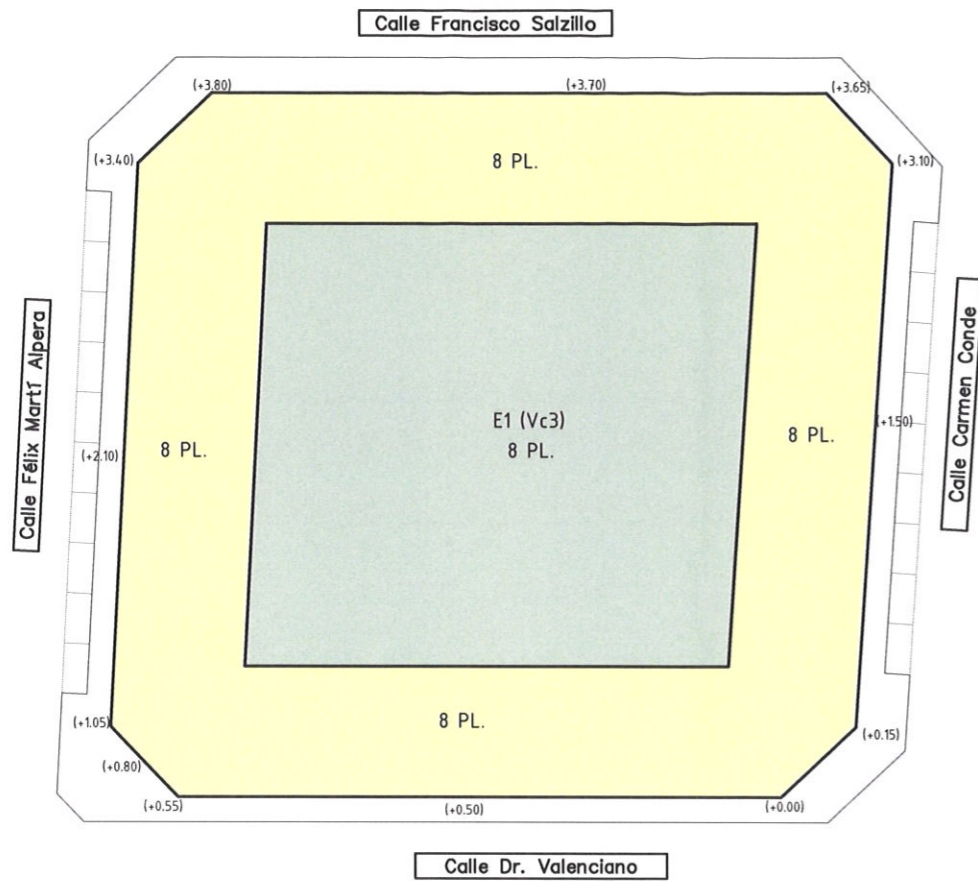 Calle Francisco Salzillo
(+3.80)
(+3.70)
(+3.65)
(+3.40)
8 PL.
(+3.10)
Calle Félix Martí Alpera
(+2.10)
8 PL.
E1 (Vc3)
8 PL.
8 PL.
(+1.50)
Calle Carmen Conde
(+1.05)
8 PL.
(+0.15)
(+0.80)
(+0.55)
(+0.50)
(+0.00)
Calle Dr. Valenciano